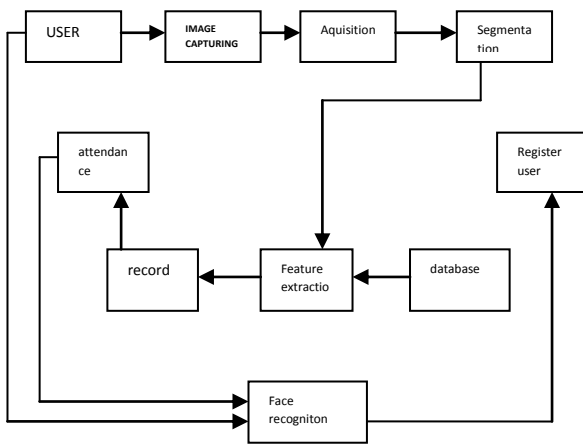 USER
IMAGE
CAPTURING
Aquisition
Segmenta
tion
attendan
ce
Register
user
record
Feature
extractio
database
Face
recogniton